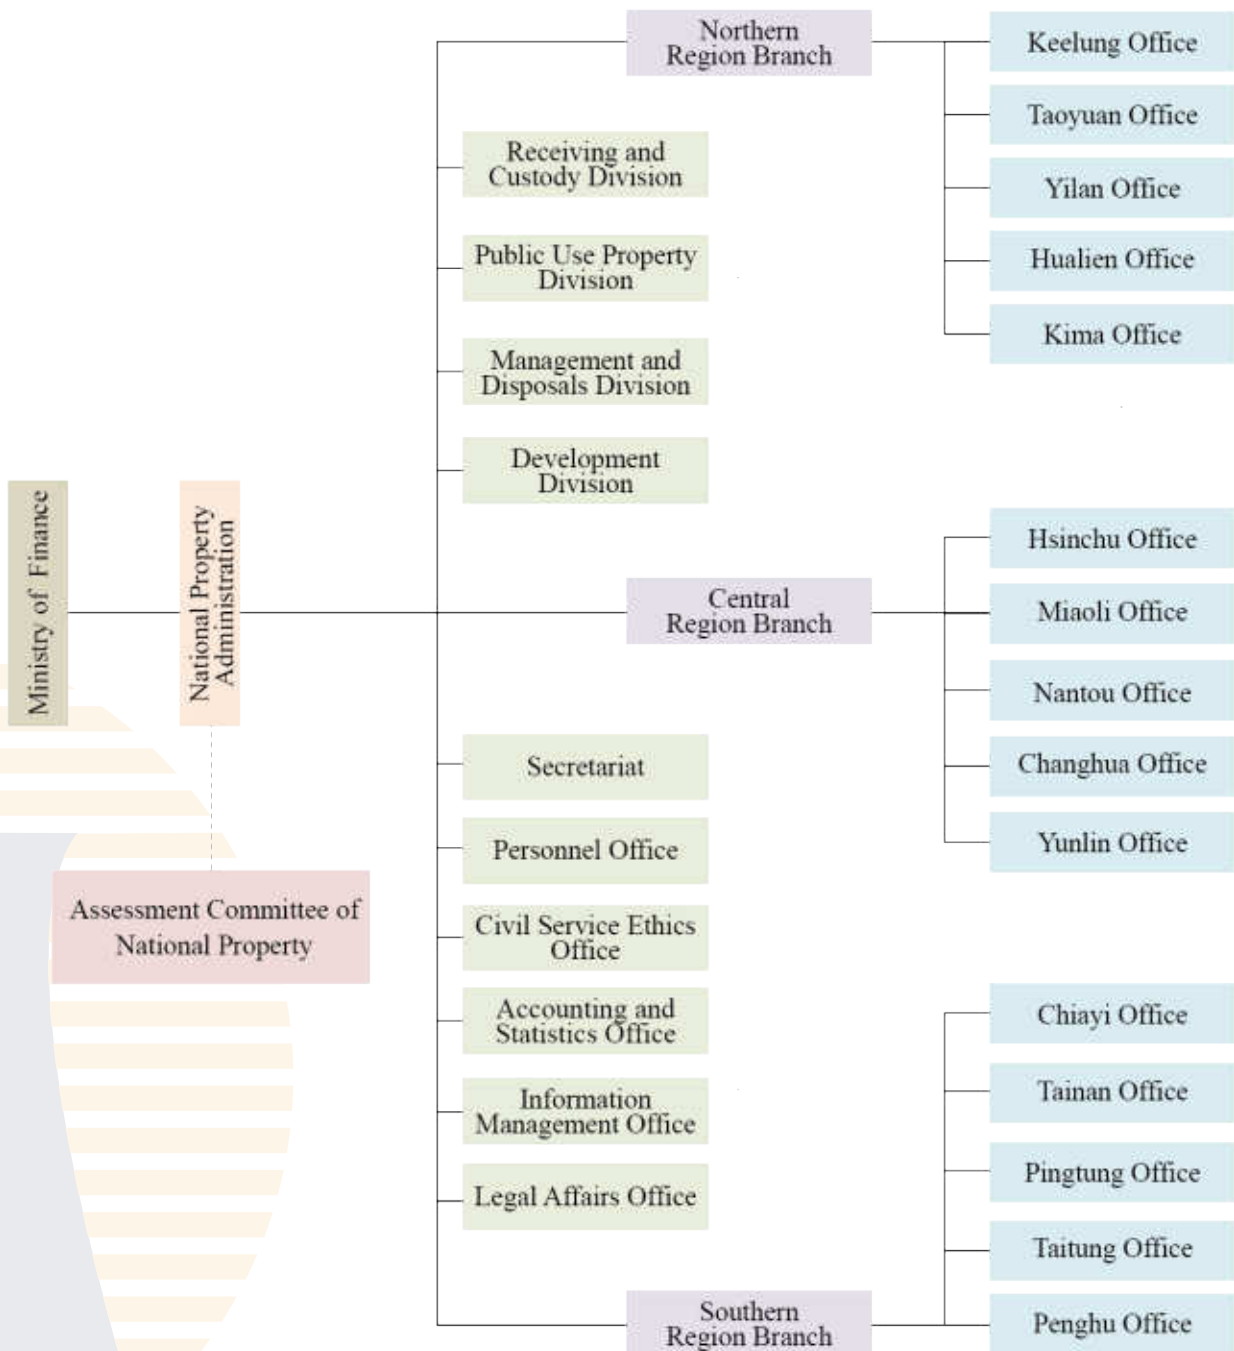 Ministry of Finance
National Property
Administration
Assessment Committee of
National Property
Northern
Region Branch
Receiving and
Custody Division
Public Use Property
Division
Management and
Disposals Division
Development
Division
Central
Region Branch
Secretariat
Personnel Office
Civil Service Ethics
Office
Accounting and
Statistics Office
Information
Management Office
Legal Affairs Office
Southern
Region Branch
Keelung Office
Taoyuan Office
Yilan Office
Hualien Office
Kima Office
Hsinchu Office
Miaoli Office
Nantou Office
Changhua Office
Yunlin Office
Chiayi Office
Tainan Office
Pingtung Office
Taitung Office
Penghu Office